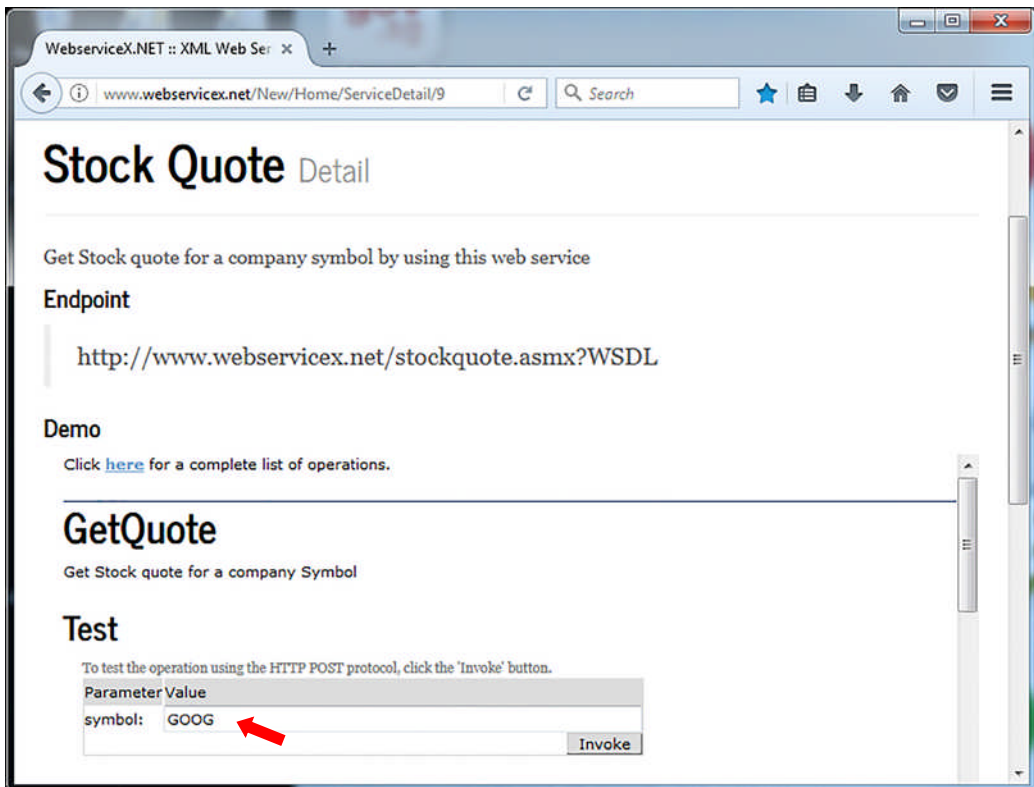 WebserviceX.NET :: XML Web Ser
www.webservicex.net/New/Home/ServiceDetail/9
Search
Stock Quote Detail
Get Stock quote for a company symbol by using this web service
Endpoint
http://www.webservicex.net/stockquote.asmx?WSDL
Demo
Click here for a complete list of operations.
GetQuote
Get Stock quote for a company Symbol
Test
To test the operation using the HTTP POST protocol, click the 'Invoke' button.
Parameter Value
symbol: GOOG
Invoke